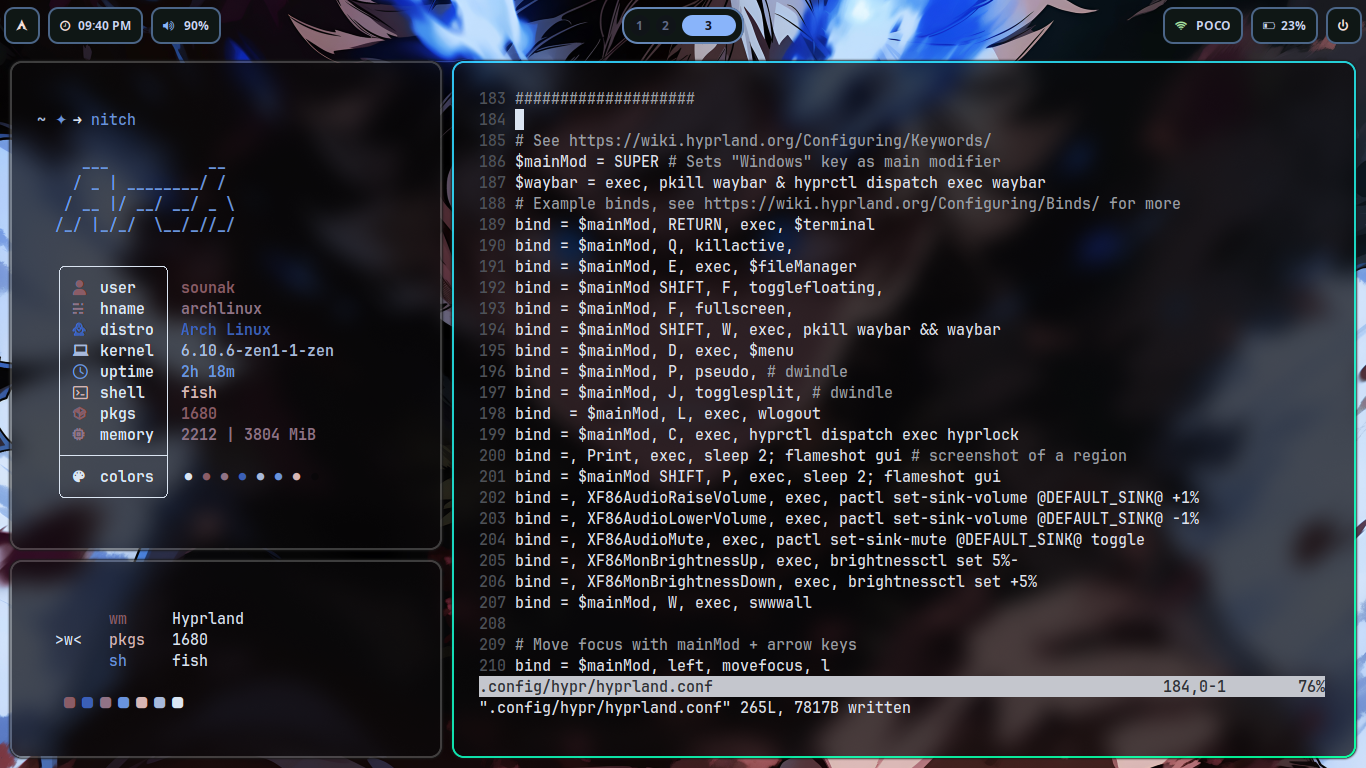 09:40 PM
90%
1 2 3
POCO
23%
~ ✦ → nitch
   ___           __
  / _ | ________/ /
 / __ |/ __/ __/ _ \
/_/ |_/_/  \__/_//_/
user sounak
hname archlinux
distro Arch Linux
kernel 6.10.6-zen1-1-zen
uptime 2h 18m
shell fish
pkgs 1680
memory 2212 | 3804 MiB
colors
wm Hyprland
>w< pkgs 1680
sh fish
183 ####################
184
185 # See https://wiki.hyprland.org/Configuring/Keywords/
186 $mainMod = SUPER # Sets "Windows" key as main modifier
187 $waybar = exec, pkill waybar & hyprctl dispatch exec waybar
188 # Example binds, see https://wiki.hyprland.org/Configuring/Binds/ for more
189 bind = $mainMod, RETURN, exec, $terminal
190 bind = $mainMod, Q, killactive,
191 bind = $mainMod, E, exec, $fileManager
192 bind = $mainMod SHIFT, F, togglefloating,
193 bind = $mainMod, F, fullscreen,
194 bind = $mainMod SHIFT, W, exec, pkill waybar && waybar
195 bind = $mainMod, D, exec, $menu
196 bind = $mainMod, P, pseudo, # dwindle
197 bind = $mainMod, J, togglesplit, # dwindle
198 bind  = $mainMod, L, exec, wlogout
199 bind = $mainMod, C, exec, hyprctl dispatch exec hyprlock
200 bind =, Print, exec, sleep 2; flameshot gui # screenshot of a region
201 bind = $mainMod SHIFT, P, exec, sleep 2; flameshot gui
202 bind =, XF86AudioRaiseVolume, exec, pactl set-sink-volume @DEFAULT_SINK@ +1%
203 bind =, XF86AudioLowerVolume, exec, pactl set-sink-volume @DEFAULT_SINK@ -1%
204 bind =, XF86AudioMute, exec, pactl set-sink-mute @DEFAULT_SINK@ toggle
205 bind =, XF86MonBrightnessUp, exec, brightnessctl set 5%-
206 bind =, XF86MonBrightnessDown, exec, brightnessctl set +5%
207 bind = $mainMod, W, exec, swwwall
208
209 # Move focus with mainMod + arrow keys
210 bind = $mainMod, left, movefocus, l
.config/hypr/hyprland.conf 184,0-1 76%
".config/hypr/hyprland.conf" 265L, 7817B written